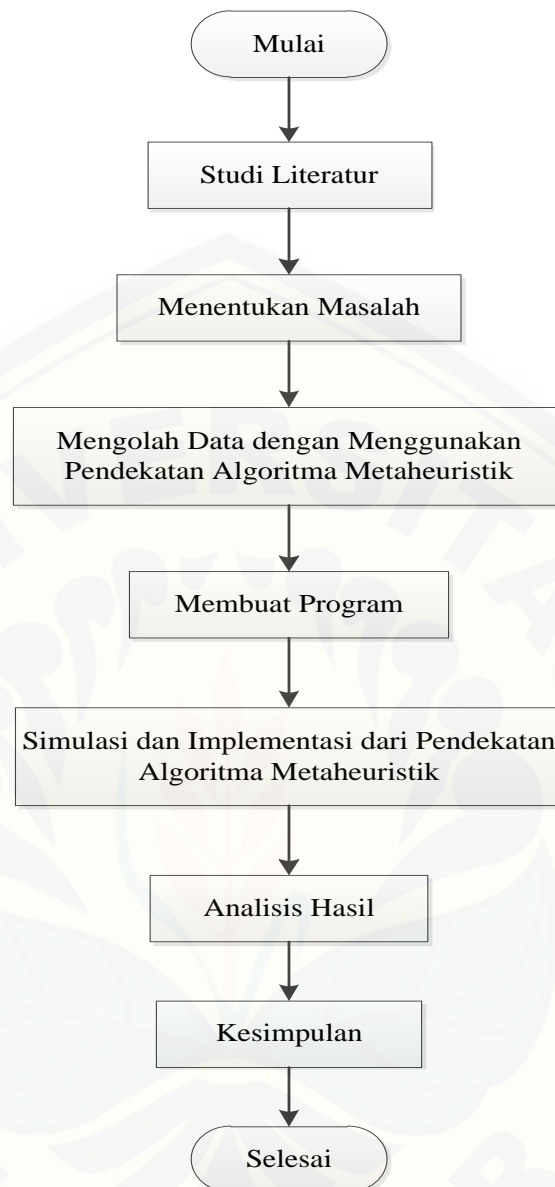 Mulai
Studi Literatur
Menentukan Masalah
Mengolah Data dengan Menggunakan
Pendekatan Algoritma Metaheuristik
Membuat Program
Simulasi dan Implementasi dari Pendekatan
Algoritma Metaheuristik
Analisis Hasil
Kesimpulan
Selesai